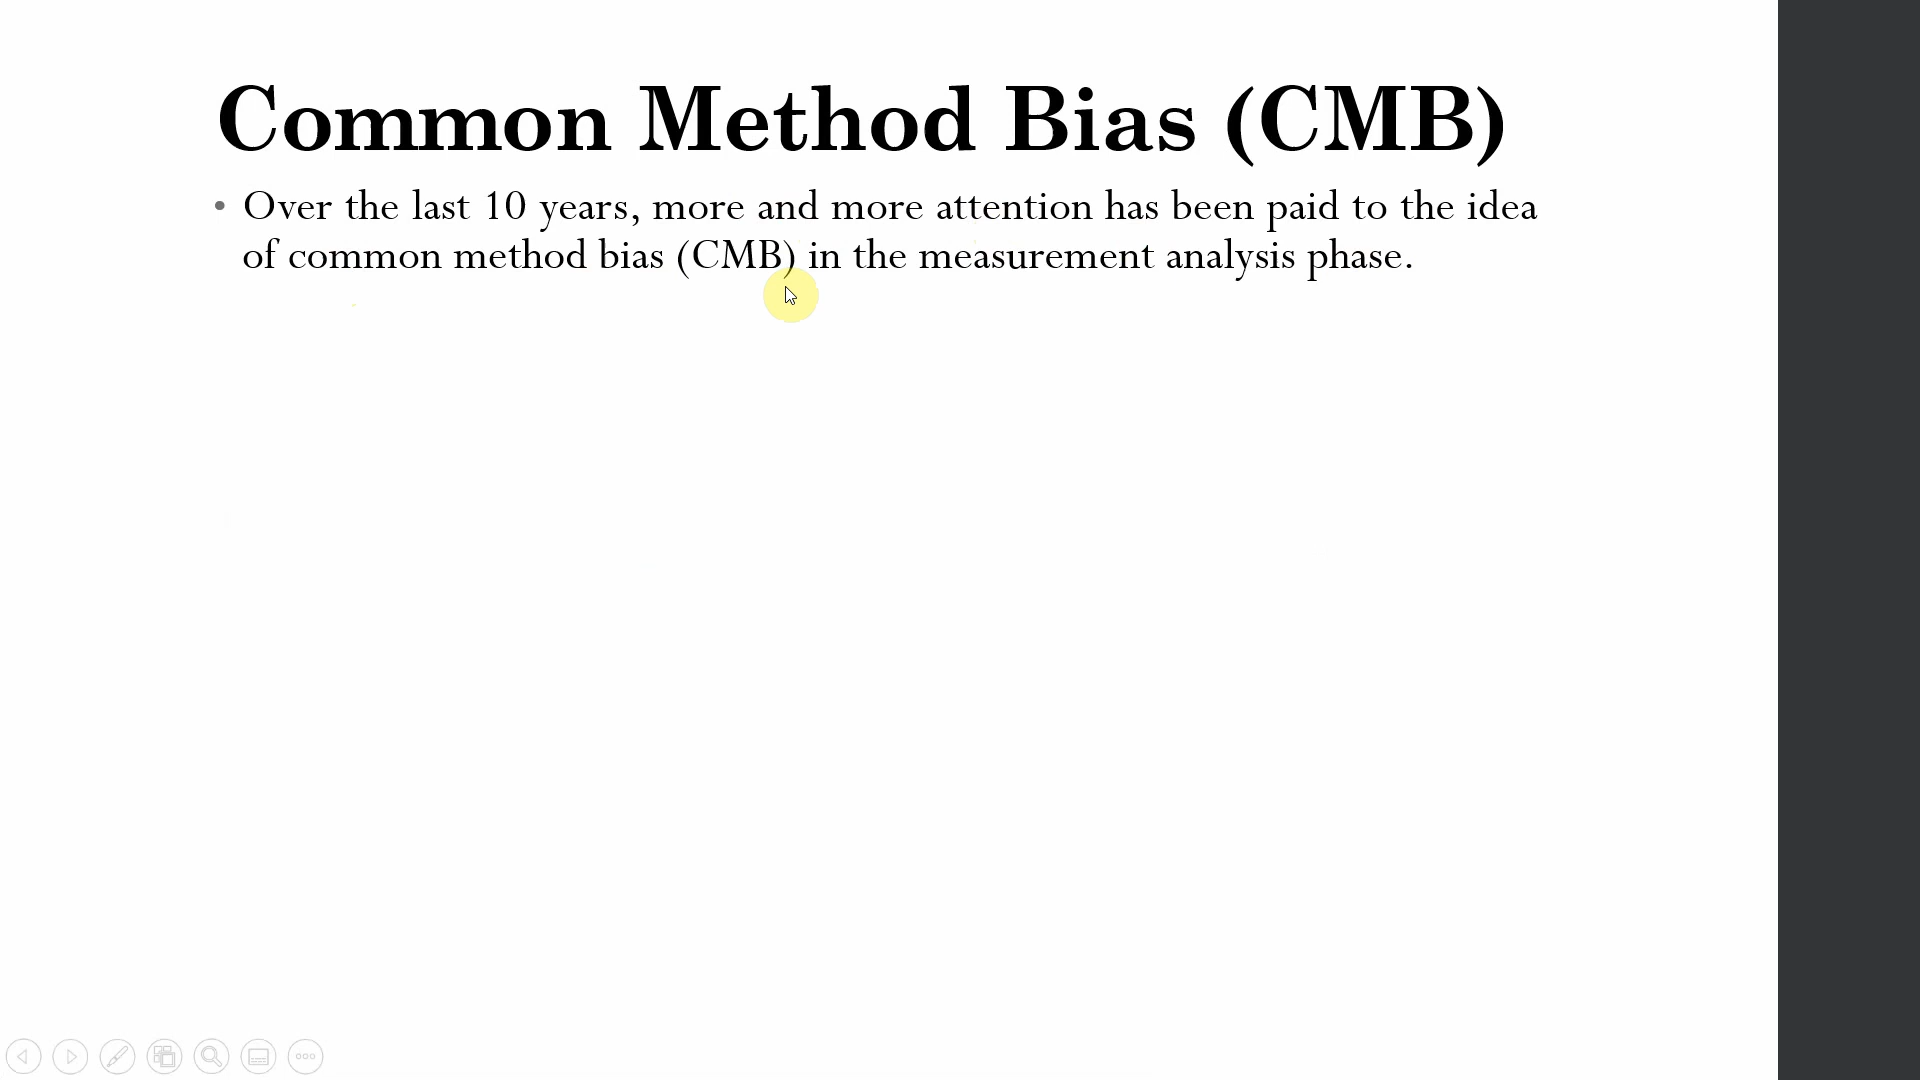 Common Method Bias (CMB)
• Over the last 10 years, more and more attention has been paid to the idea
of common method bias (CMB) in the measurement analysis phase.